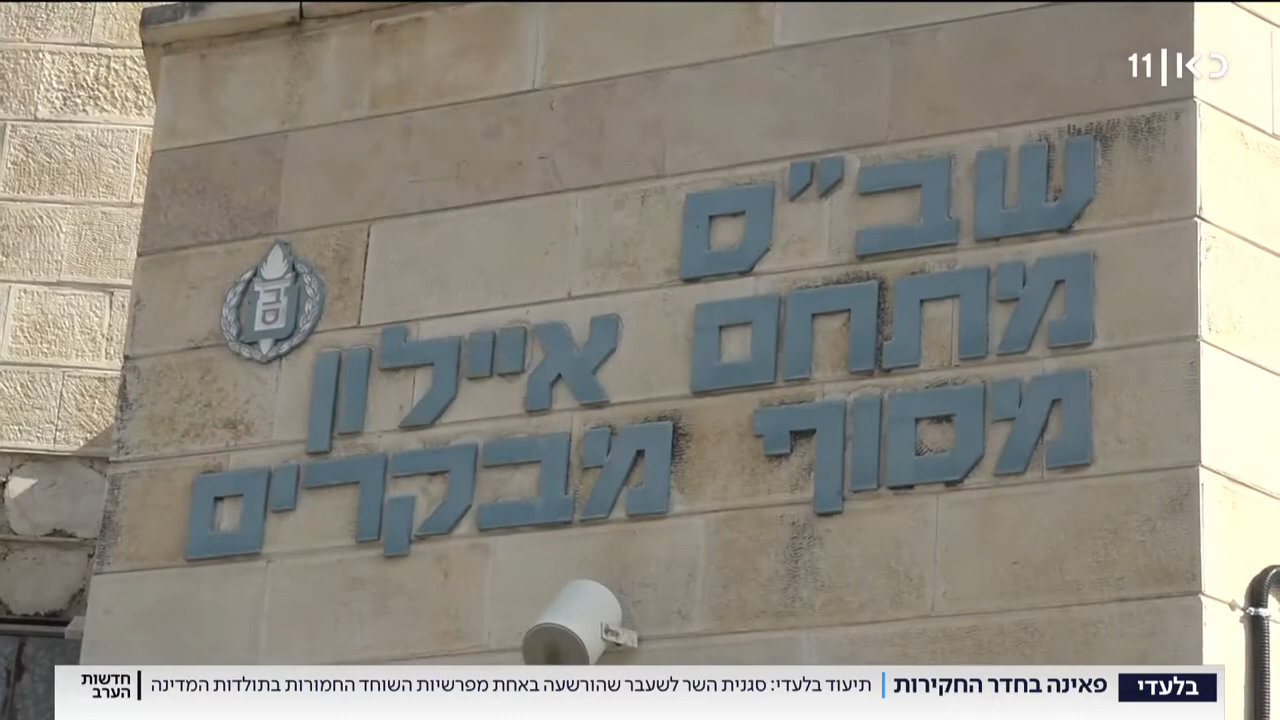 כאן 11
שב"ס
מתחם איילון
מסוף מבקרים
בלעדי
פאינה בחדר החקירות | תיעוד בלעדי: סגנית השר לשעבר שהורשעה באחת מפרשיות השוחד החמורות בתולדות המדינה
חדשות
הערב